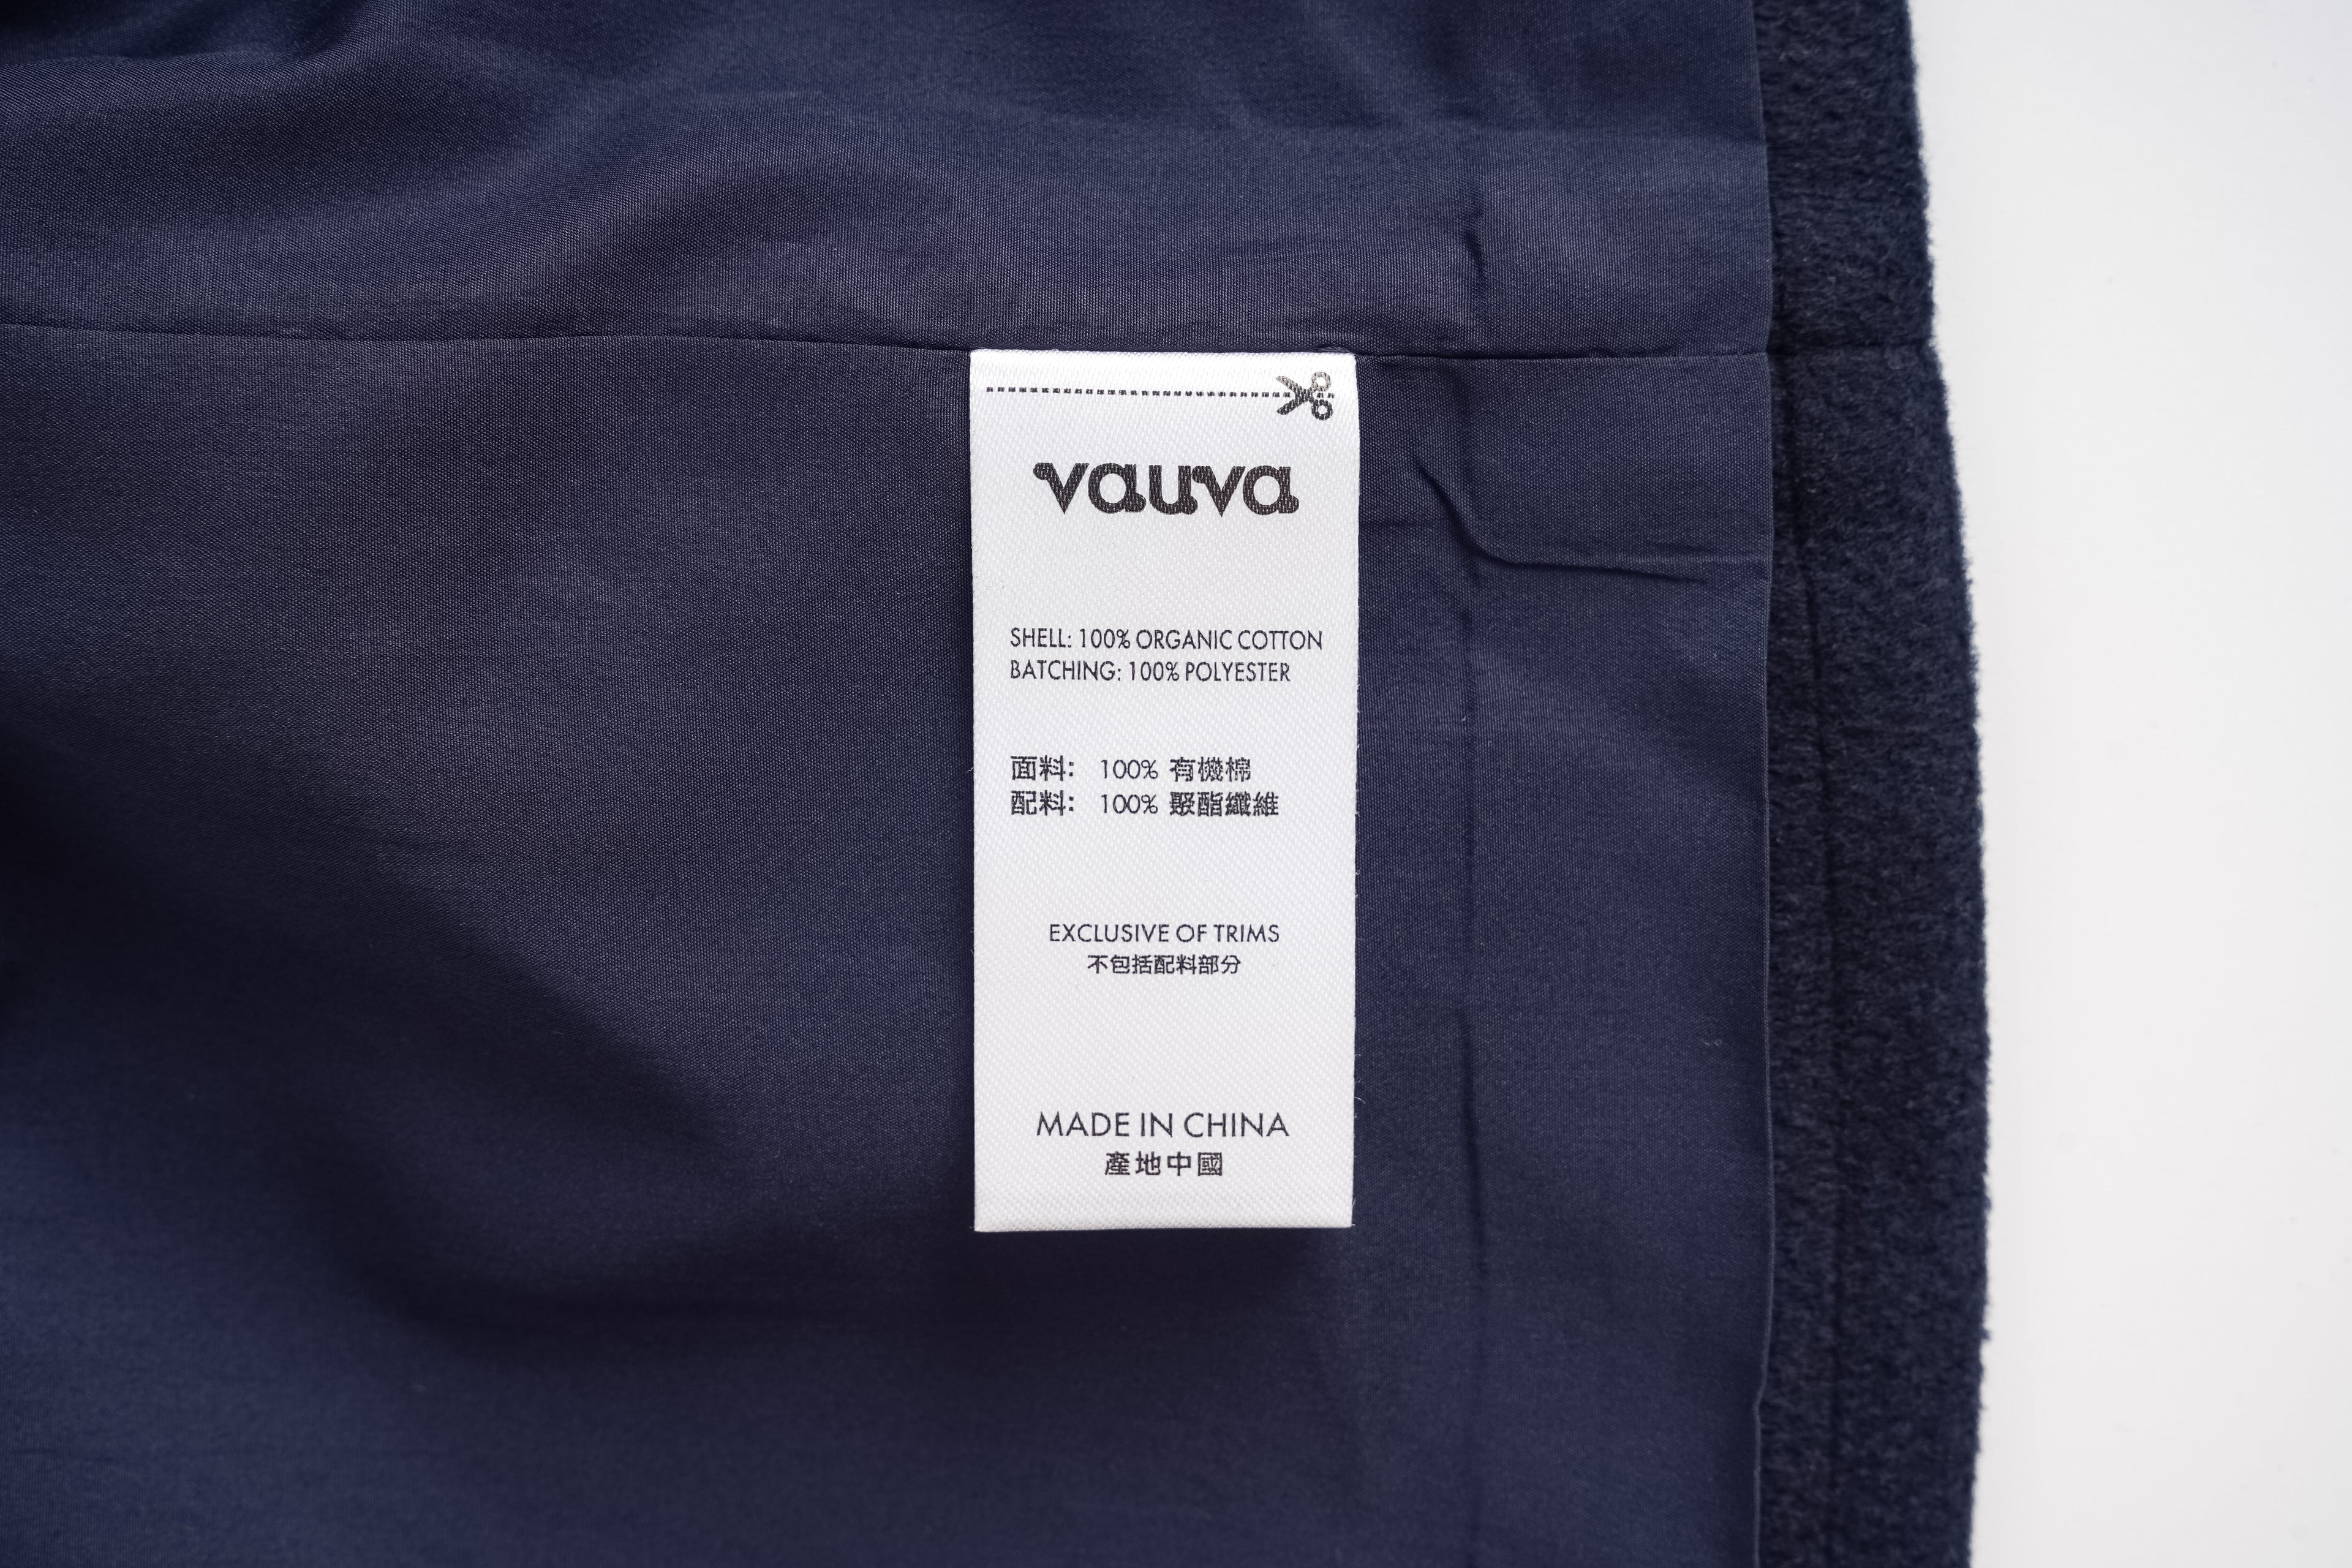 vauva
SHELL: 100% ORGANIC COTTON
BATCHING: 100% POLYESTER
面料: 100% 有機棉
配料: 100% 聚酯纖維
EXCLUSIVE OF TRIMS
不包括配料部分
MADE IN CHINA
產地中國